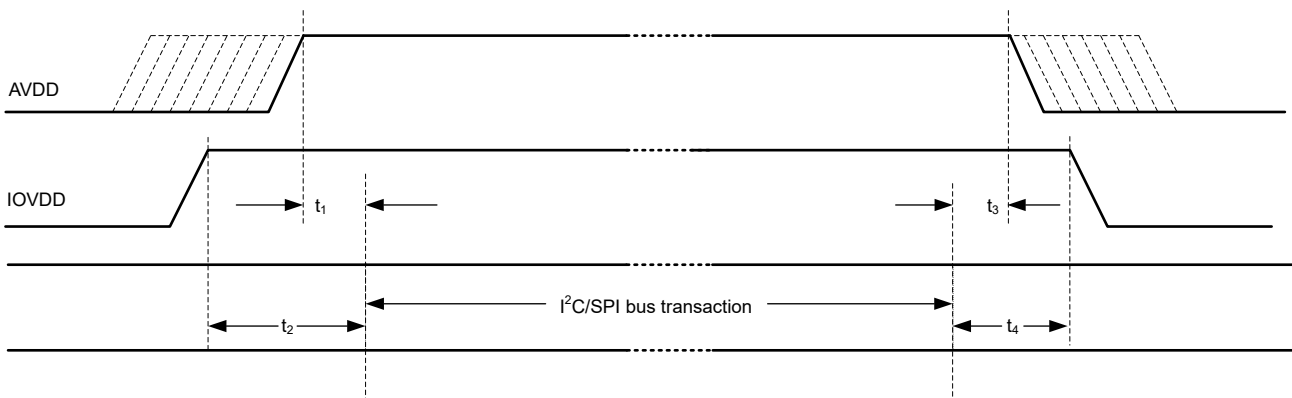 AVDD
IOVDD
t₁
t₃
I²C/SPI bus transaction
t₂
t₄